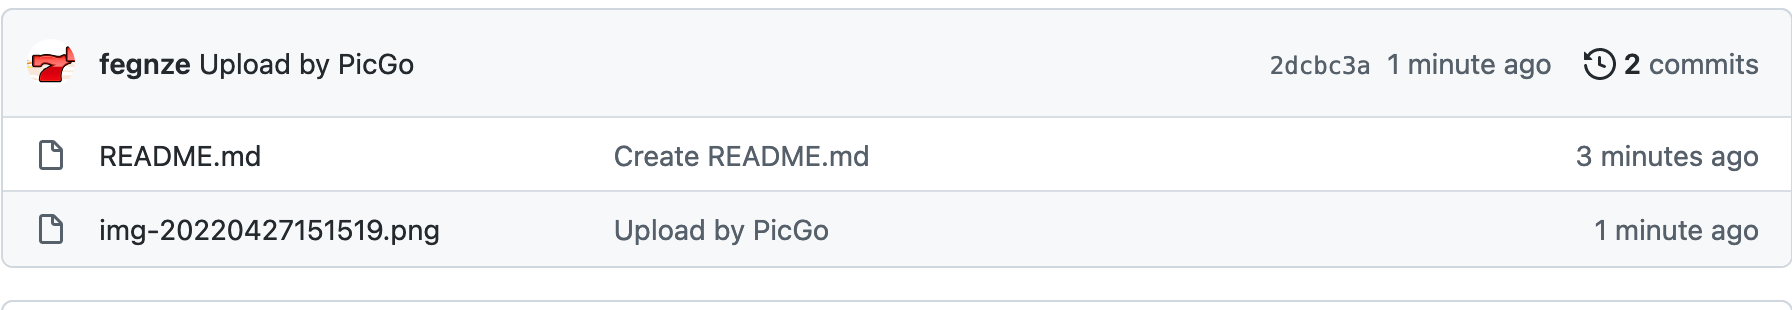 fegnze Upload by PicGo 2dcbc3a 1 minute ago 2 commits
README.md Create README.md 3 minutes ago
img-20220427151519.png Upload by PicGo 1 minute ago